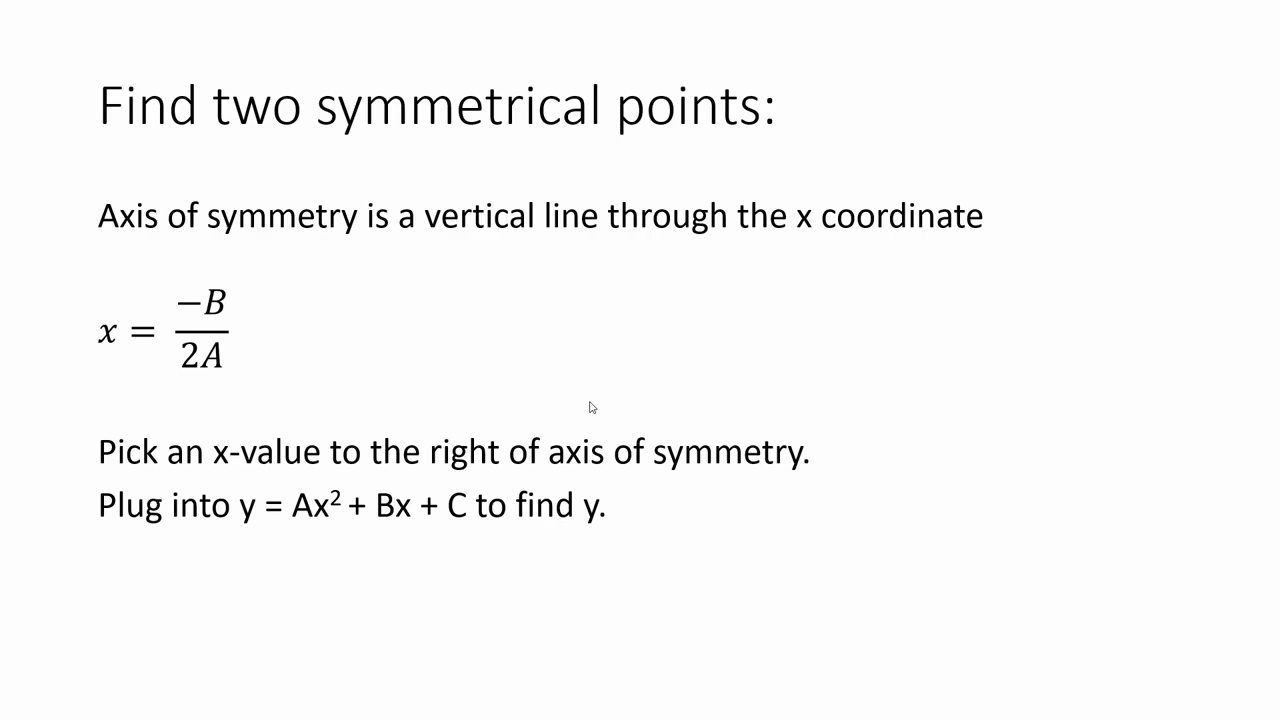 Find two symmetrical points:
Axis of symmetry is a vertical line through the x coordinate
x = −B/2A
Pick an x-value to the right of axis of symmetry.
Plug into y = Ax² + Bx + C to find y.